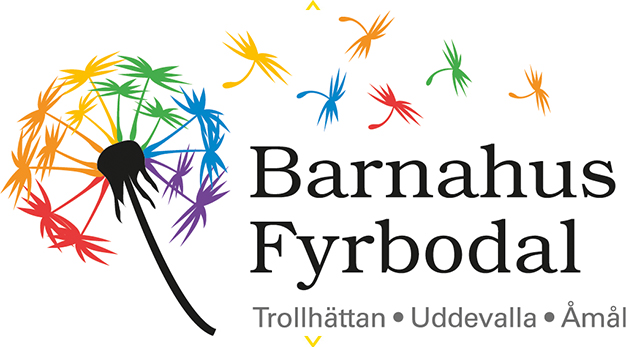 Barnahus
Fyrbodal
Trollhättan • Uddevalla • Åmål